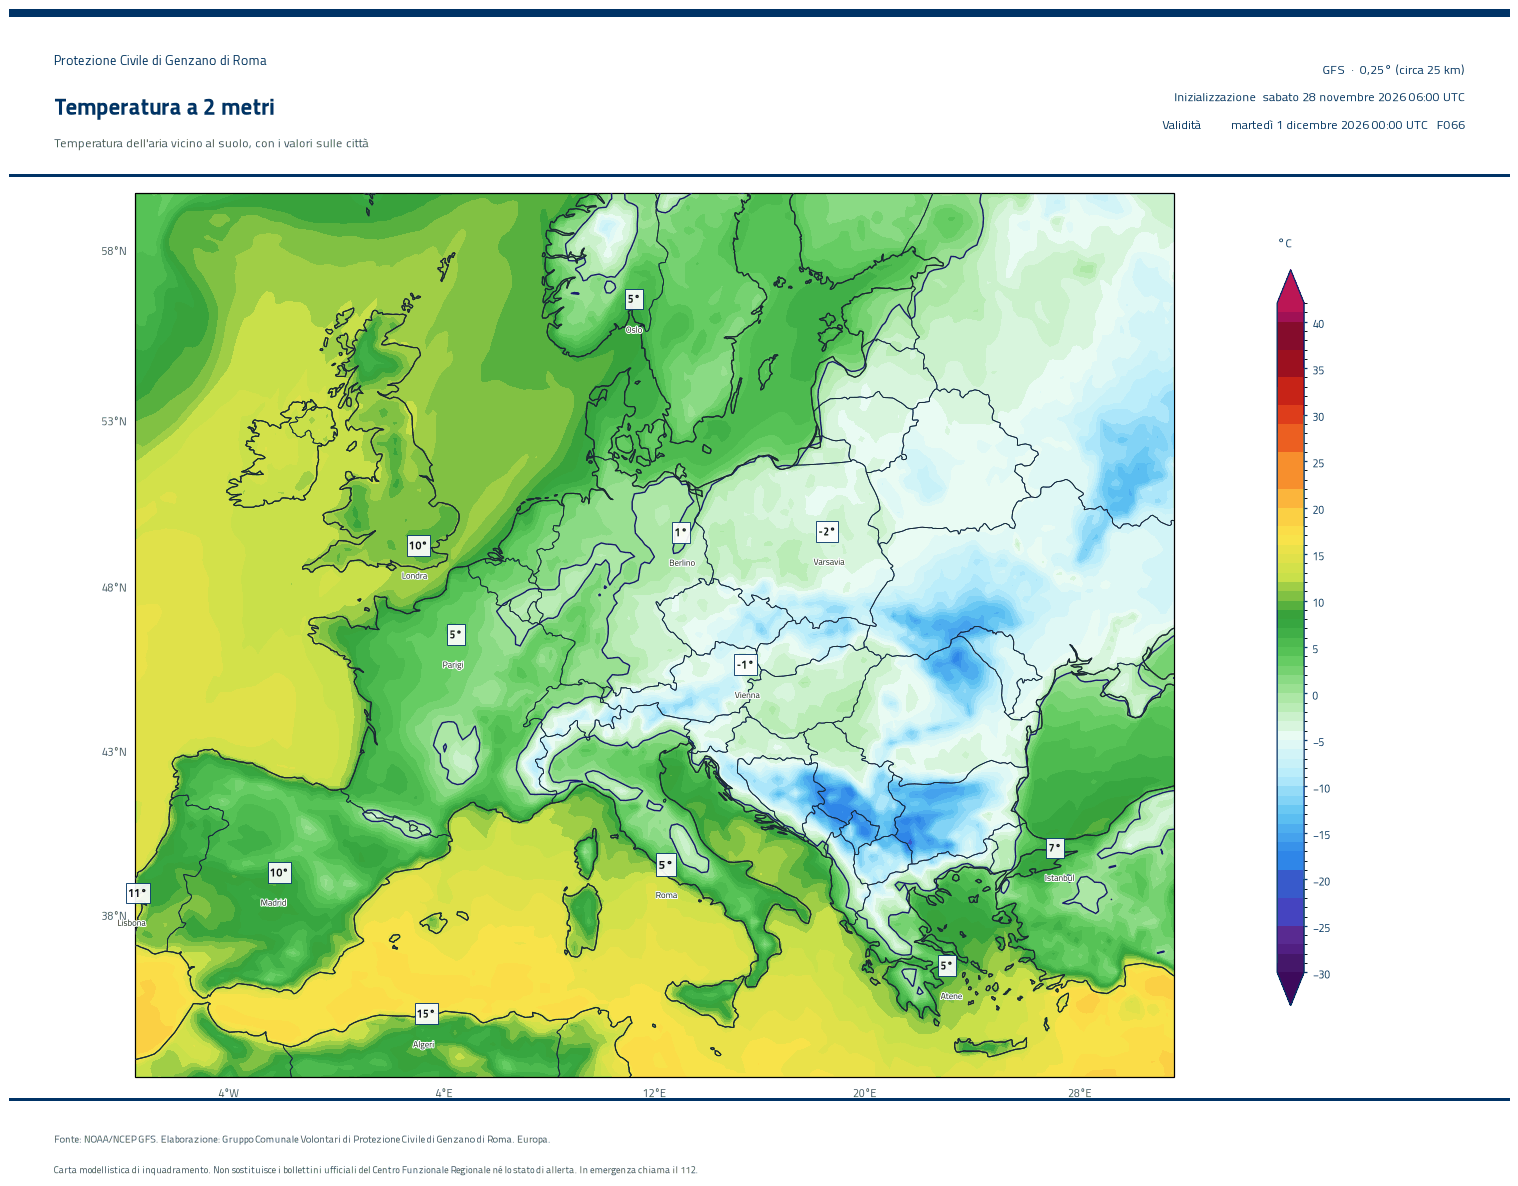 Protezione Civile di Genzano di Roma
Temperatura a 2 metri
Temperatura dell'aria vicino al suolo, con i valori sulle città
GFS · 0,25° (circa 25 km)
Inizializzazione sabato 28 novembre 2026 06:00 UTC
Validità martedì 1 dicembre 2026 00:00 UTC F066
58°N
53°N
48°N
43°N
38°N
4°W
4°E
12°E
20°E
28°E
5°
Oslo
10°
Londra
1°
Berlino
-2°
Varsavia
5°
Parigi
-1°
Vienna
10°
Madrid
11°
Lisbona
5°
Roma
7°
Istanbul
5°
Atene
15°
Algeri
°C
40
35
30
25
20
15
10
5
0
−5
−10
−15
−20
−25
−30
Fonte: NOAA/NCEP GFS. Elaborazione: Gruppo Comunale Volontari di Protezione Civile di Genzano di Roma. Europa.
Carta modellistica di inquadramento. Non sostituisce i bollettini ufficiali del Centro Funzionale Regionale né lo stato di allerta. In emergenza chiama il 112.